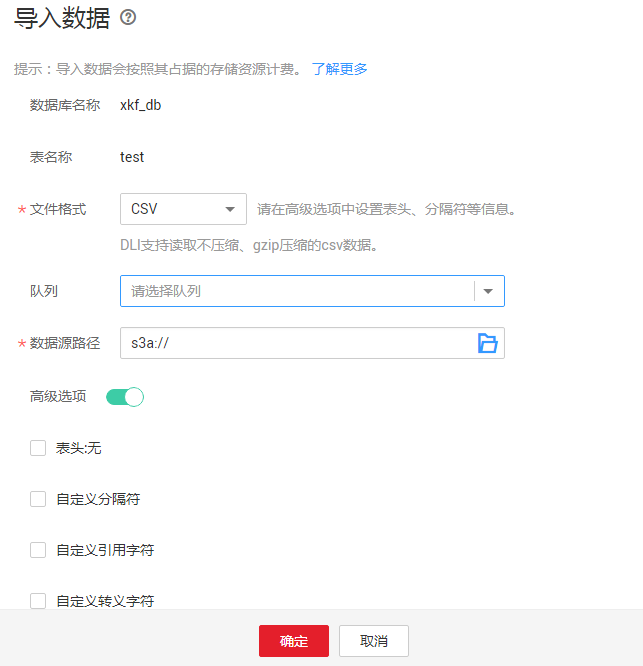 导入数据 ?
提示：导入数据会按照其占据的存储资源计费。 了解更多
数据库名称 xkf_db
表名称 test
* 文件格式 CSV 请在高级选项中设置表头、分隔符等信息。
DLI支持读取不压缩、gzip压缩的csv数据。
队列 请选择队列
* 数据源路径 s3a://
高级选项
表头:无
自定义分隔符
自定义引用字符
自定义转义字符
确定 取消